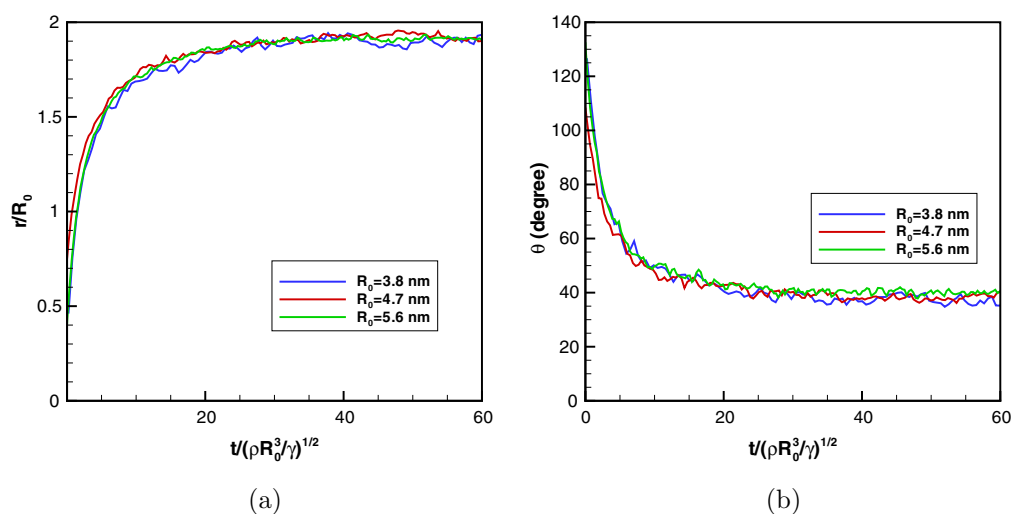 2
1.5
1
0.5
0
r/R₀
20
40
60
t/(ρR₀³/γ)¹/²
R₀=3.8 nm
R₀=4.7 nm
R₀=5.6 nm
(a)
140
120
100
80
60
40
20
0
θ (degree)
0
20
40
60
t/(ρR₀³/γ)¹/²
R₀=3.8 nm
R₀=4.7 nm
R₀=5.6 nm
(b)